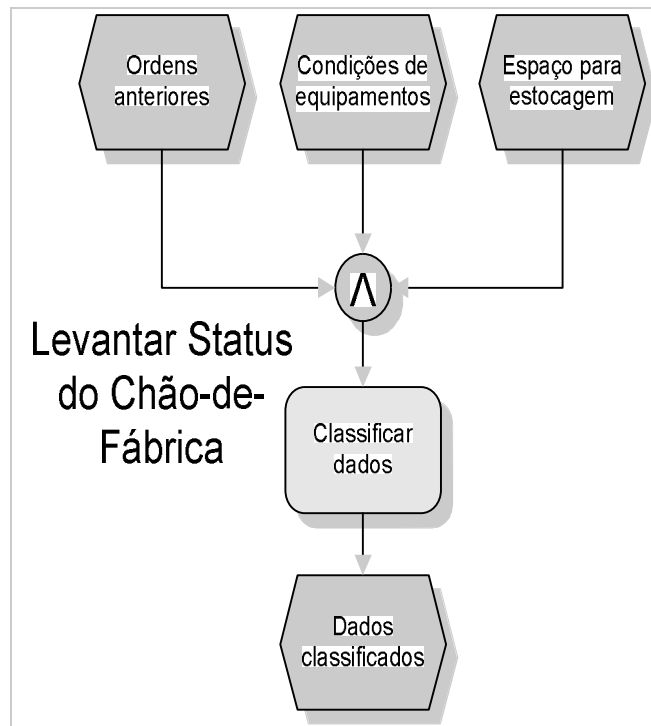 Ordens
anteriores
Condições de
equipamentos
Espaço para
estocagem
Λ
Levantar Status
do Chão-de-
Fábrica
Classificar
dados
Dados
classificados